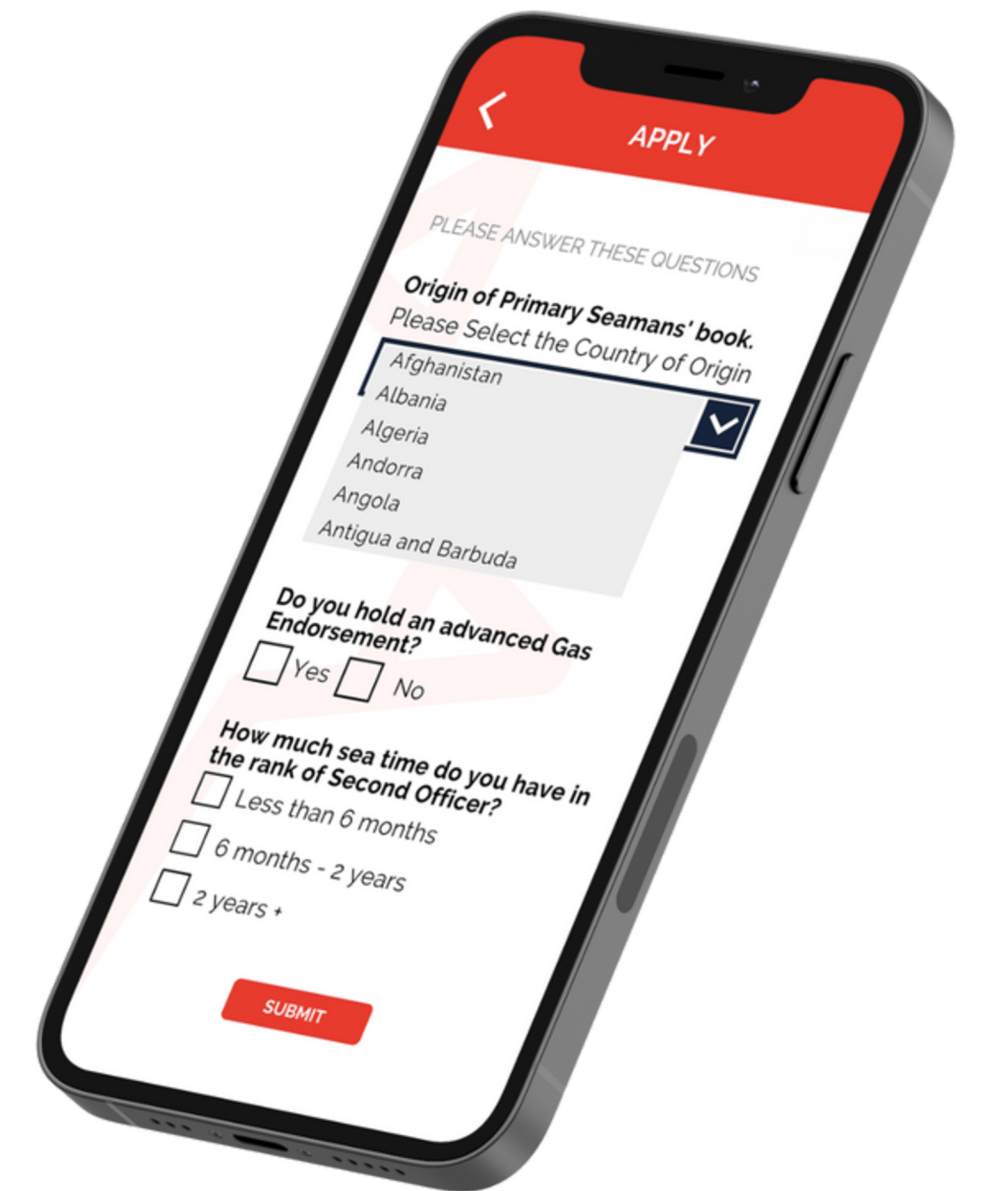 APPLY
PLEASE ANSWER THESE QUESTIONS
Origin of Primary Seamans' book.
Please Select the Country of Origin
Afghanistan
Albania
Algeria
Andorra
Angola
Antigua and Barbuda
Do you hold an advanced Gas
Endorsement?
Yes No
How much sea time do you have in
the rank of Second Officer?
Less than 6 months
6 months - 2 years
2 years +
SUBMIT